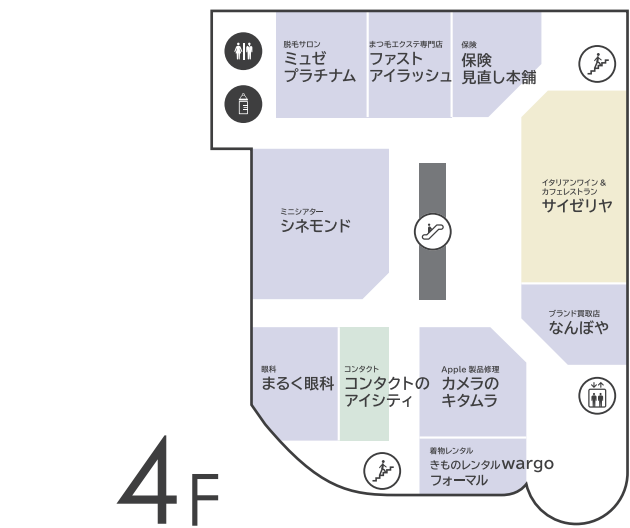 脱毛サロン
ミュゼ
プラチナム
まつ毛エクステ専門店
ファスト
アイラッシュ
保険
保険
見直し本舗
イタリアンワイン &
カフェレストラン
サイゼリヤ
ミニシアター
シネモンド
ブランド買取店
なんぼや
眼科
まるく眼科
コンタクト
コンタクトの
アイシティ
Apple 製品修理
カメラの
キタムラ
着物レンタル
きものレンタルwargo
フォーマル
4F